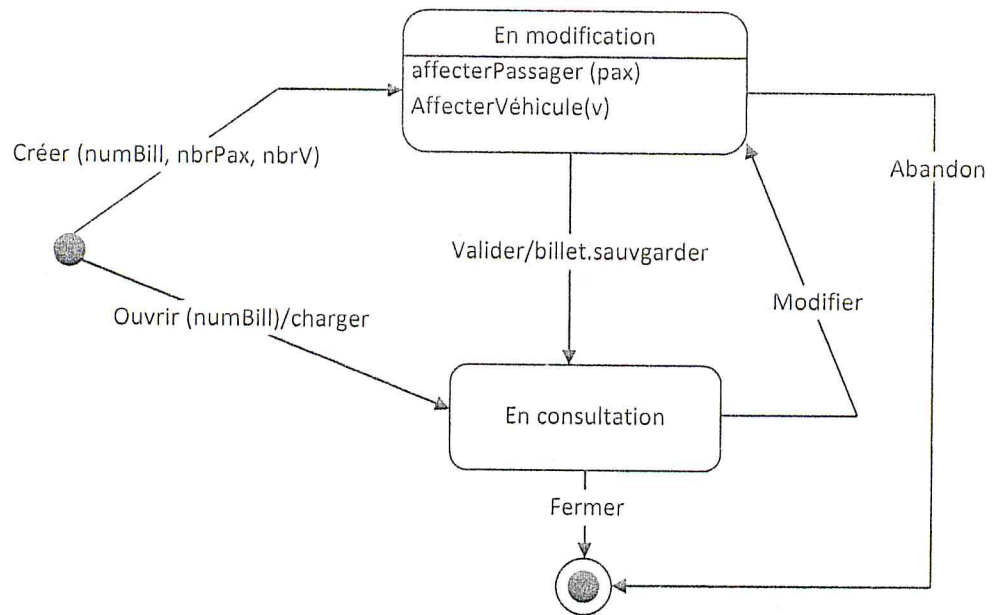 En modification
affecterPassager (pax)
AffecterVéhicule(v)
Créer (numBill, nbrPax, nbrV)
Abandon
Valider/billet.sauvgarder
Modifier
Ouvrir (numBill)/charger
En consultation
Fermer